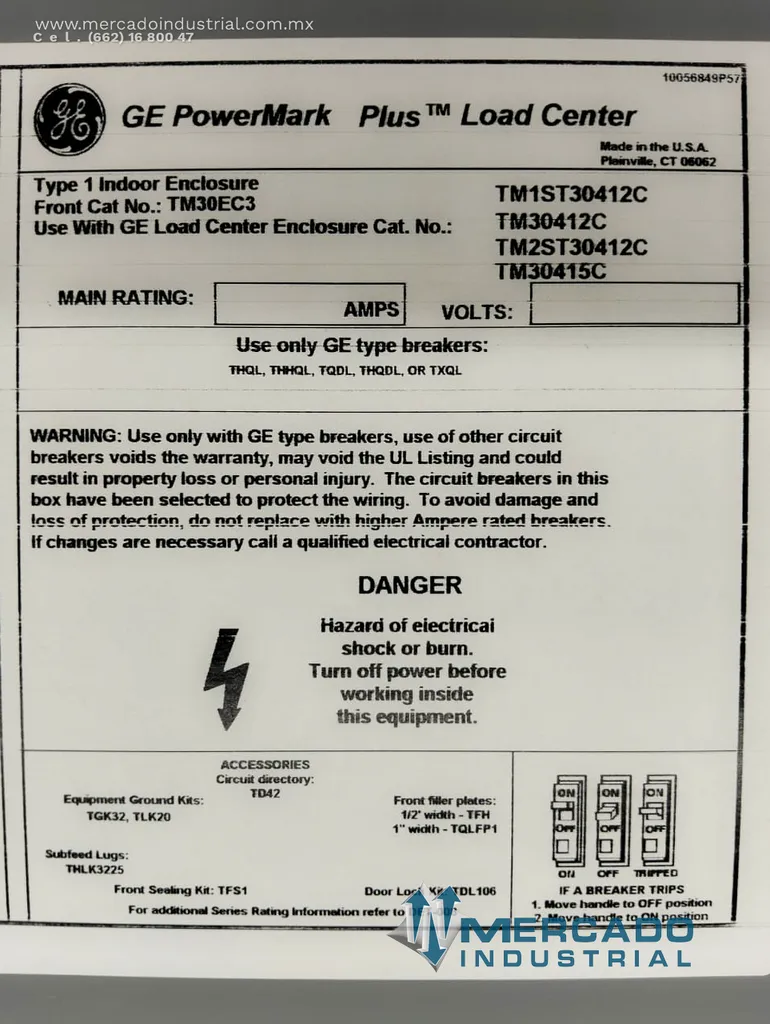 www.mercadoindustrial.com.mx
Cel. (662) 16 800 47
10056849P57
GE
GE PowerMark Plus™ Load Center
Made in the U.S.A.
Plainville, CT 06062
Type 1 Indoor Enclosure
Front Cat No.: TM30EC3
Use With GE Load Center Enclosure Cat. No.:
TM1ST30412C
TM30412C
TM2ST30412C
TM30415C
MAIN RATING:
AMPS
VOLTS:
Use only GE type breakers:
THQL, THHQL, TQDL, THQDL, OR TXQL
WARNING: Use only with GE type breakers, use of other circuit
breakers voids the warranty, may void the UL Listing and could
result in property loss or personal injury. The circuit breakers in this
box have been selected to protect the wiring. To avoid damage and
loss of protection, do not replace with higher Ampere rated breakers.
If changes are necessary call a qualified electrical contractor.
DANGER
Hazard of electrical
shock or burn.
Turn off power before
working inside
this equipment.
ACCESSORIES
Circuit directory:
TD42
Equipment Ground Kits:
TGK32, TLK20
Front filler plates:
1/2' width - TFH
1" width - TQLFP1
Subfeed Lugs:
THLK3225
Front Sealing Kit: TFS1
Door Lock Kit TDL106
For additional Series Rating Information refer to
ON ON ON
OFF OFF OFF
ON OFF TRIPPED
IF A BREAKER TRIPS
1. Move handle to OFF position
2. Move handle to ON position
MERCADO
INDUSTRIAL